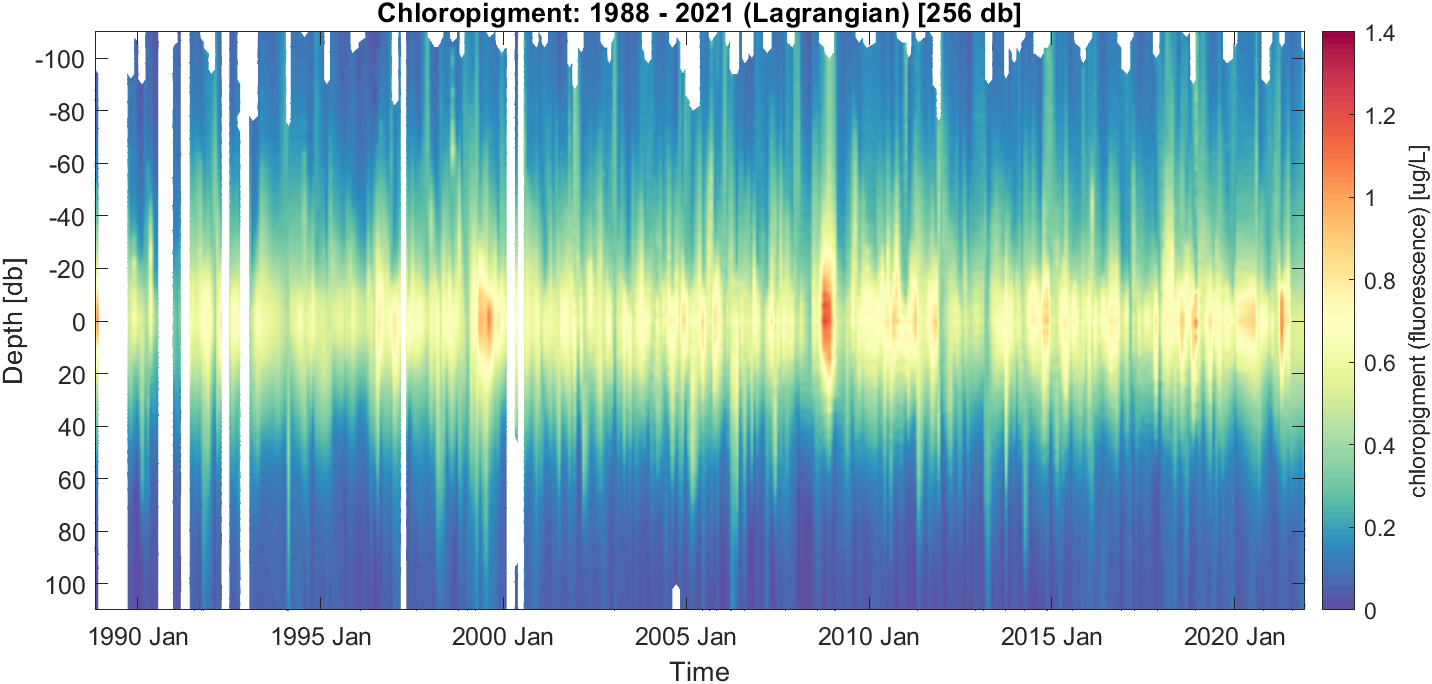 Chloropigment: 1988 - 2021 (Lagrangian) [256 db]
Depth [db]
-100
-80
-60
-40
-20
0
20
40
60
80
100
1990 Jan
1995 Jan
2000 Jan
2005 Jan
2010 Jan
2015 Jan
2020 Jan
Time
1.4
1.2
1
0.8
0.6
0.4
0.2
0
chloropigment (fluorescence) [ug/L]